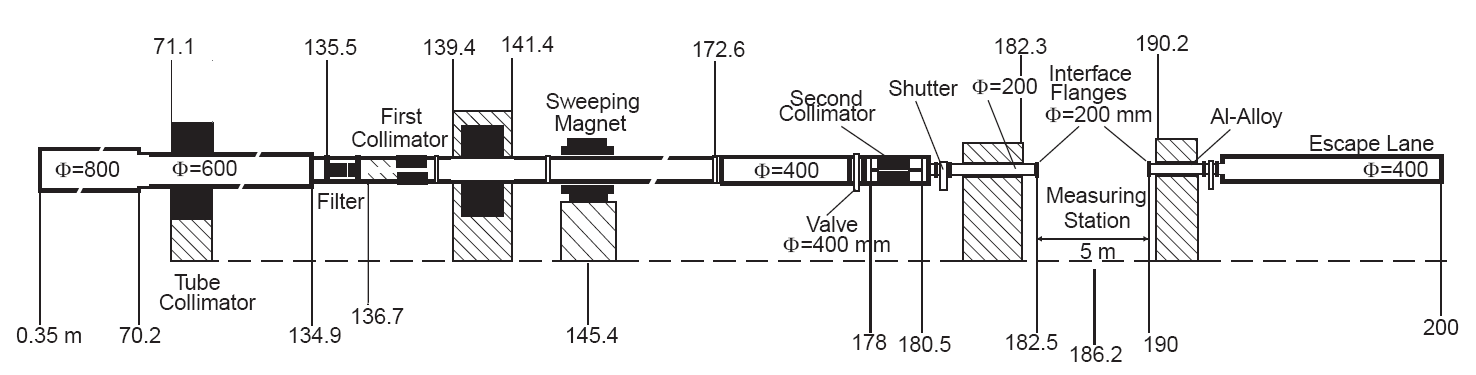 71.1
135.5
139.4
141.4
172.6
182.3
190.2
First
Collimator
Sweeping
Magnet
Second
Collimator
Shutter
Φ=200
Interface
Flanges
Φ=200 mm
Al-Alloy
Escape Lane
Φ=800
Φ=600
Φ=400
Φ=400
Filter
Valve
Φ=400 mm
Measuring
Station
5 m
Tube
Collimator
0.35 m
70.2
134.9
136.7
145.4
178
180.5
182.5
186.2
190
200